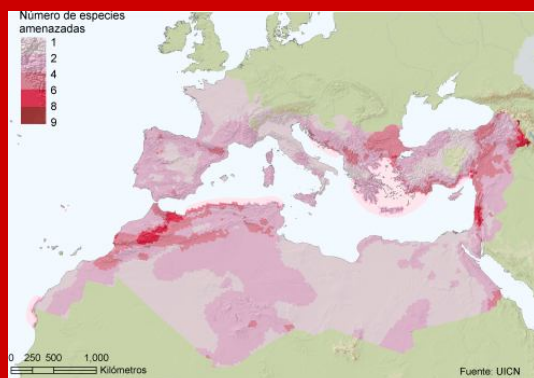 Número de especies
amenazadas
1
2
4
6
8
9
0 250 500 1.000
Kilómetros
Fuente: UICN